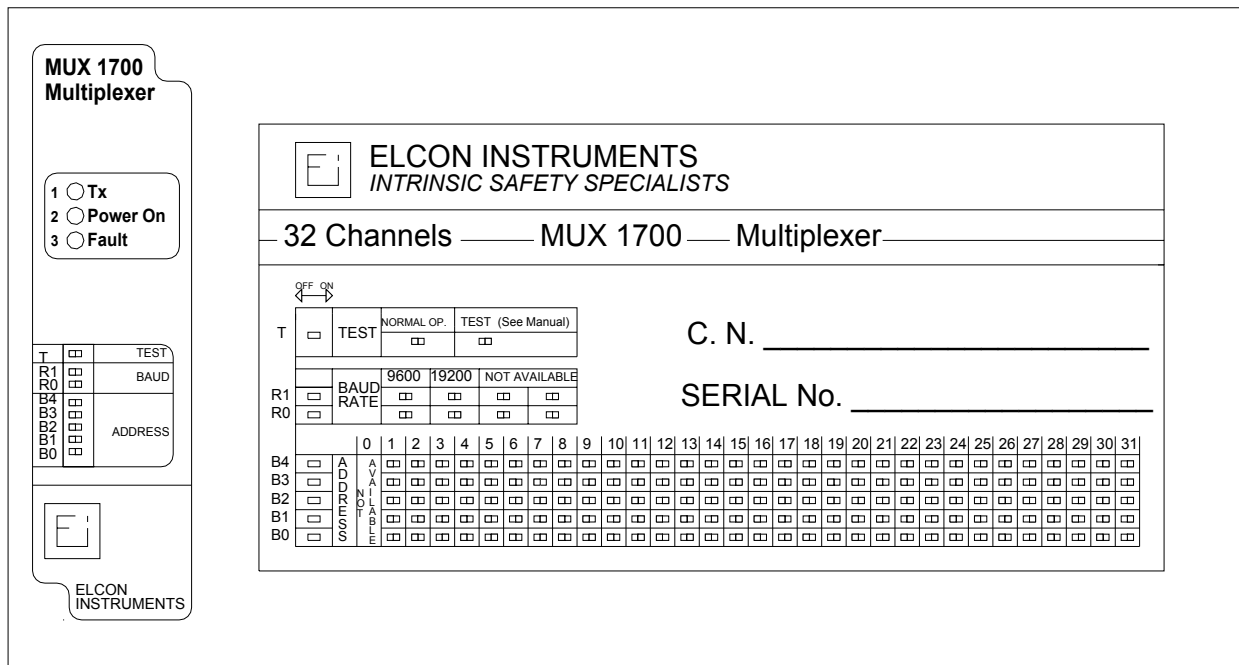 MUX 1700
Multiplexer
1 Tx
2 Power On
3 Fault
T TEST
R1
R0 BAUD
B4
B3
B2 ADDRESS
B1
B0
Ei
ELCON
INSTRUMENTS
Ei
ELCON INSTRUMENTS
INTRINSIC SAFETY SPECIALISTS
32 Channels MUX 1700 Multiplexer
OFF ON
T TEST NORMAL OP. TEST (See Manual)
9600 19200 NOT AVAILABLE
R1
R0
BAUD
RATE
C. N.
SERIAL No.
0 1 2 3 4 5 6 7 8 9 10 11 12 13 14 15 16 17 18 19 20 21 22 23 24 25 26 27 28 29 30 31
B4
B3
B2
B1
B0
ADDRESS
NOT
AVAILABLE